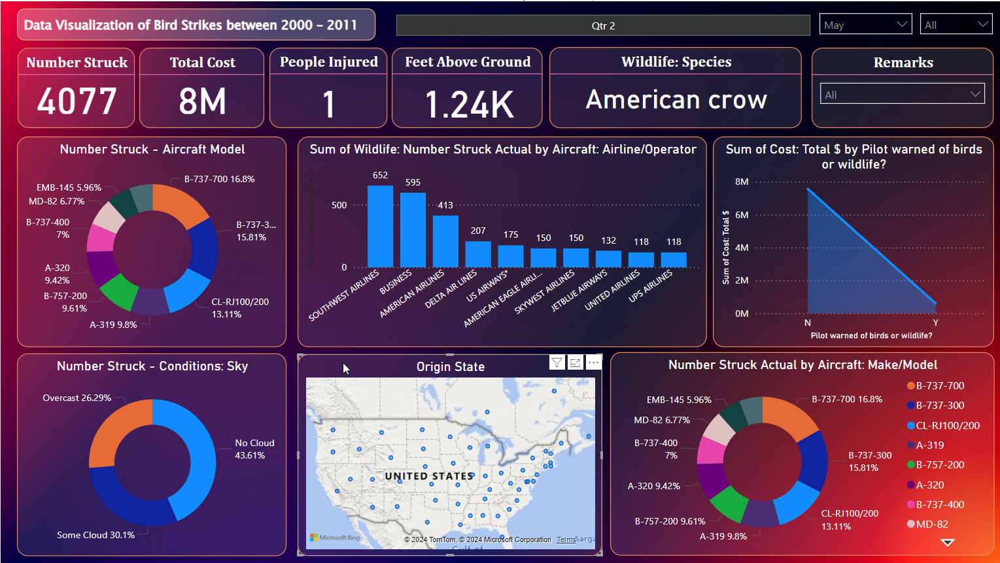 Data Visualization of Bird Strikes between 2000 - 2011
Qtr 2
May
All
Number Struck
4077
Total Cost
8M
People Injured
1
Feet Above Ground
1.24K
Wildlife: Species
American crow
Remarks
All
Number Struck - Aircraft Model
B-737-700 16.8%
B-737-3...
15.81%
CL-RJ100/200
13.11%
A-319 9.8%
B-757-200
9.61%
A-320
9.42%
B-737-400
7%
MD-82 6.77%
EMB-145 5.96%
Sum of Wildlife: Number Struck Actual by Aircraft: Airline/Operator
500
0
652
595
413
207
175
150
150
132
118
118
SOUTHWEST AIRLINES
BUSINESS
AMERICAN AIRLINES
DELTA AIR LINES
US AIRWAYS*
AMERICAN EAGLE AIRLI...
SKYWEST AIRLINES
JETBLUE AIRWAYS
UNITED AIRLINES
UPS AIRLINES
Sum of Cost: Total $ by Pilot warned of birds
or wildlife?
Sum of Cost: Total $
8M
6M
4M
2M
0M
N
Y
Pilot warned of birds or wildlife?
Number Struck - Conditions: Sky
Overcast 26.29%
No Cloud
43.61%
Some Cloud 30.1%
Origin State
UNITED STATES
Microsoft Bing
© 2024 TomTom, © 2024 Microsoft Corporation Terms
Sarga
Gulf of
Number Struck Actual by Aircraft: Make/Model
B-737-700 16.8%
B-737-300
15.81%
CL-RJ100/200
13.11%
A-319 9.8%
B-757-200 9.61%
A-320 9.42%
B-737-400
7%
MD-82 6.77%
EMB-145 5.96%
B-737-700
B-737-300
CL-RJ100/200
A-319
B-757-200
A-320
B-737-400
MD-82